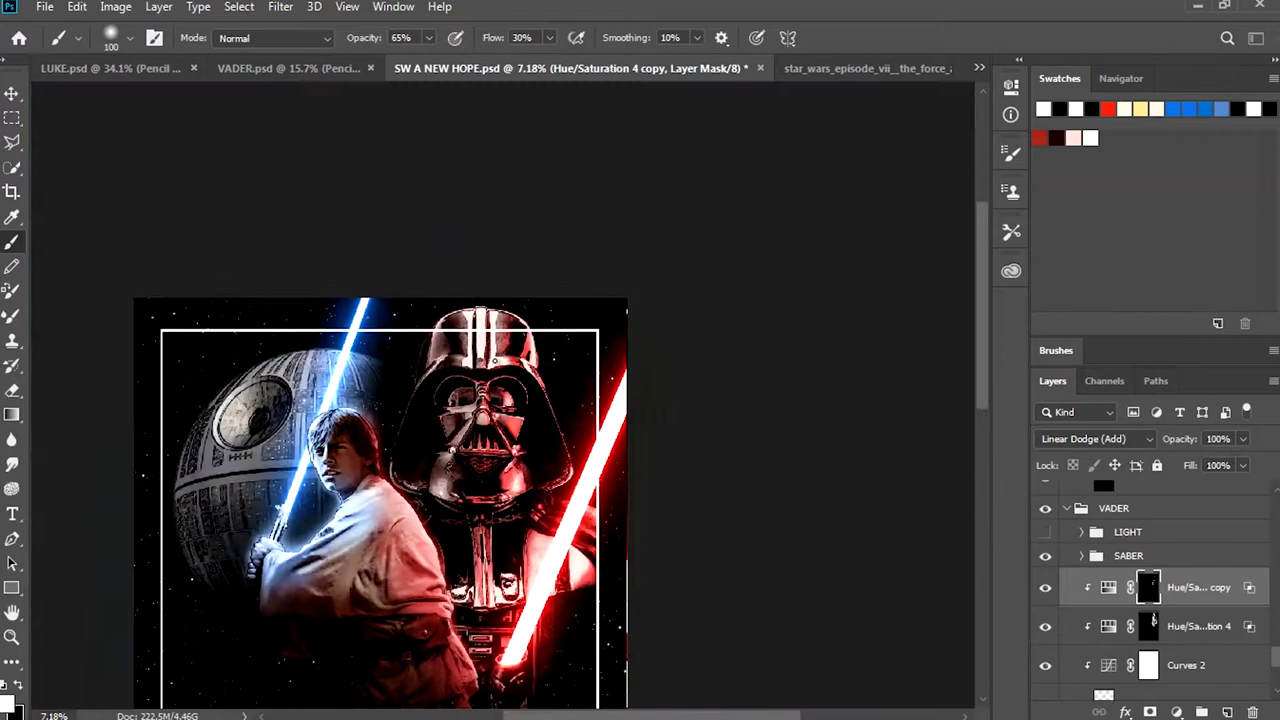 Ps File Edit Image Layer Type Select Filter 3D View Window Help
100 Mode: Normal Opacity: 65% Flow: 30% Smoothing: 10%
LUKE.psd @ 34.1% (Pencil ... × VADER.psd @ 15.7% (Penci... × SW A NEW HOPE.psd @ 7.18% (Hue/Saturation 4 copy, Layer Mask/8) * × star_wars_episode_vii__the_force_
Swatches Navigator
Brushes
Layers Channels Paths
Kind
Linear Dodge (Add) Opacity: 100%
Lock: Fill: 100%
VADER
LIGHT
SABER
Hue/Sa... copy
Hue/Sa...tion 4
Curves 2
7.18% Doc: 222.5M/4.46G